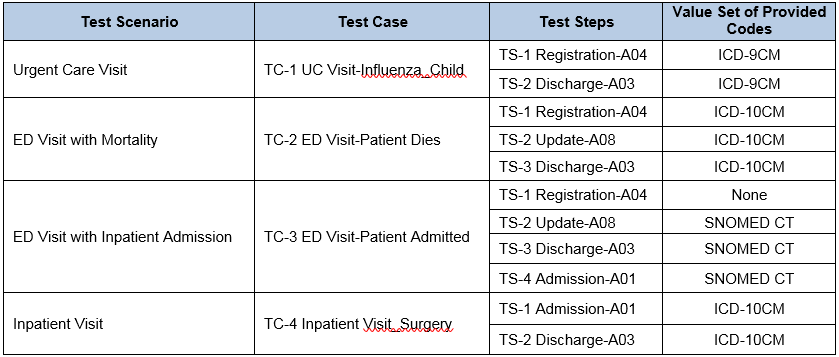 Test Scenario Test Case Test Steps Value Set of Provided Codes
Urgent Care Visit TC-1 UC Visit-Influenza_Child TS-1 Registration-A04 ICD-9CM
TS-2 Discharge-A03 ICD-9CM
ED Visit with Mortality TC-2 ED Visit-Patient Dies TS-1 Registration-A04 ICD-10CM
TS-2 Update-A08 ICD-10CM
TS-3 Discharge-A03 ICD-10CM
ED Visit with Inpatient Admission TC-3 ED Visit-Patient Admitted TS-1 Registration-A04 None
TS-2 Update-A08 SNOMED CT
TS-3 Discharge-A03 SNOMED CT
TS-4 Admission-A01 SNOMED CT
Inpatient Visit TC-4 Inpatient Visit_Surgery TS-1 Admission-A01 ICD-10CM
TS-2 Discharge-A03 ICD-10CM